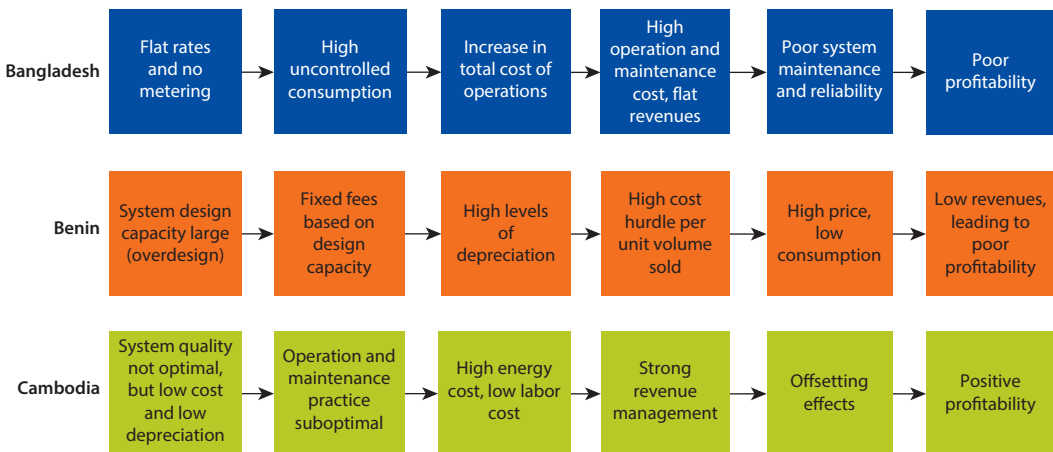 Bangladesh
Flat rates
and no
metering
High
uncontrolled
consumption
Increase in
total cost of
operations
High
operation and
maintenance
cost, flat
revenues
Poor system
maintenance
and reliability
Poor
profitability
Benin
System design
capacity large
(overdesign)
Fixed fees
based on
design
capacity
High levels
of
depreciation
High cost
hurdle per
unit volume
sold
High price,
low
consumption
Low revenues,
leading to
poor
profitability
Cambodia
System quality
not optimal,
but low cost
and low
depreciation
Operation and
maintenance
practice
suboptimal
High energy
cost, low labor
cost
Strong
revenue
management
Offsetting
effects
Positive
profitability